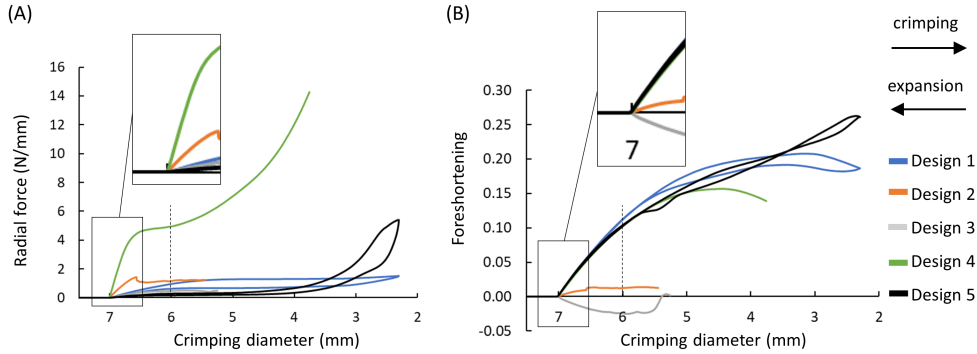 (A)
Radial force (N/mm)
16
14
12
10
8
6
4
2
0
7
6
5
4
3
2
Crimping diameter (mm)
(B)
Foreshortening
0.30
0.25
0.20
0.15
0.10
0.05
0.00
-0.05
7
7
6
5
4
3
2
Crimping diameter (mm)
crimping
expansion
Design 1
Design 2
Design 3
Design 4
Design 5